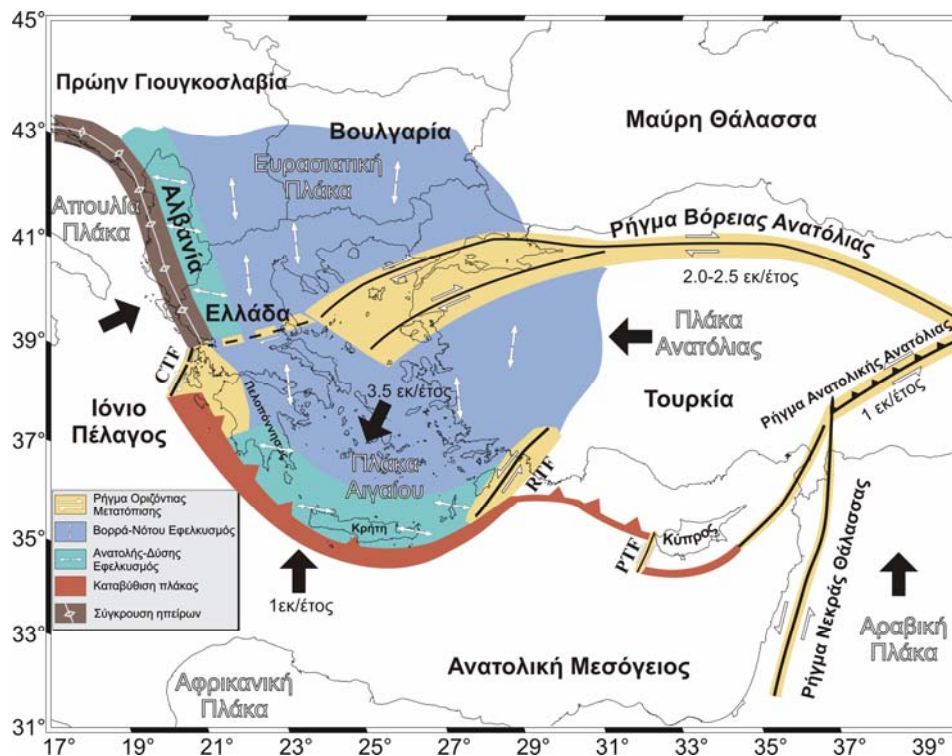 45°
43°
41°
39°
37°
35°
33°
31°
Πρώην Γιουγκοσλαβία
Βουλγαρία
Μαύρη Θάλασσα
Ευρασιατική
Πλάκα
Απουλία
Πλάκα
Αλβανία
Ρήγμα Βόρειας Ανατόλιας
2.0-2.5 εκ/έτος
Ελλάδα
Πλάκα
Ανατόλιας
CTF
3.5 εκ/έτος
Πελοπόννησος
Ρήγμα Ανατολικής Ανατόλιας
1 εκ/έτος
Τουρκία
Ιόνιο
Πέλαγος
Πλάκα
Αιγαίου
RTF
Κρήτη
PTF
Κύπρος
1εκ/έτος
Ρήγμα Νεκράς Θάλασσας
Αραβική
Πλάκα
Ανατολική Μεσόγειος
Αφρικανική
Πλάκα
Ρήγμα Οριζόντιας
Μετατόπισης
Βορρά-Νότου Εφελκυσμός
Ανατολής-Δύσης
Εφελκυσμός
Καταβύθιση πλάκας
Σύγκρουση ηπείρων
17° 19° 21° 23° 25° 27° 29° 31° 33° 35° 37° 39°